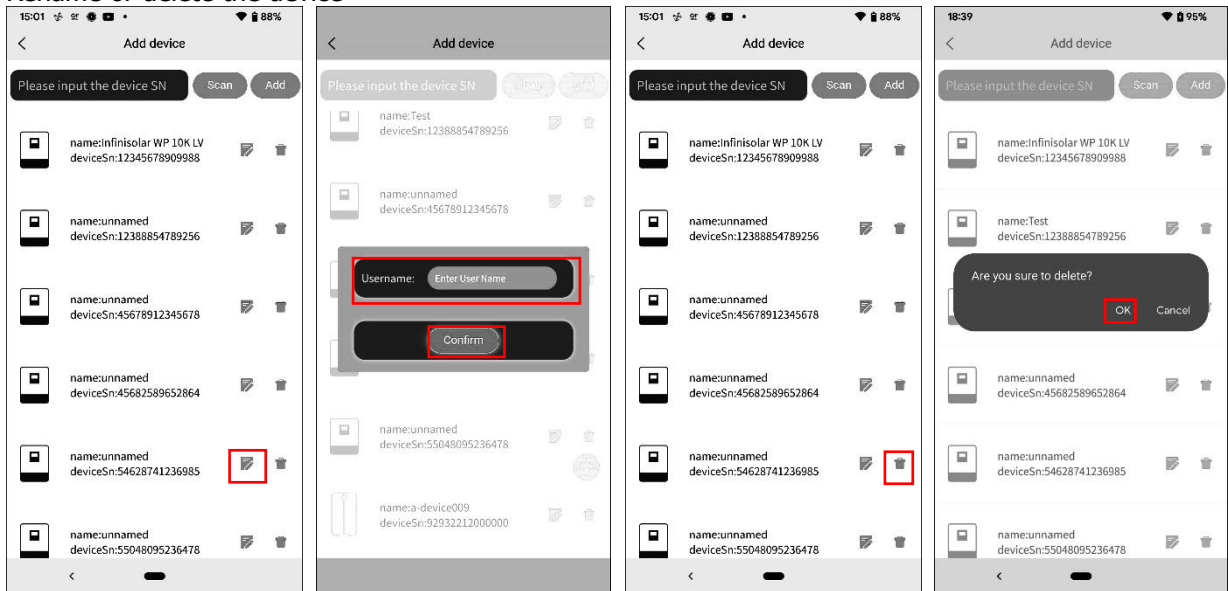 Rename or delete the device
15:01
88%
Add device
Please input the device SN
Scan
Add
name:Infinisolar WP 10K LV
deviceSn:12345678909988
name:unnamed
deviceSn:12388854789256
name:unnamed
deviceSn:45678912345678
name:unnamed
deviceSn:45682589652864
name:unnamed
deviceSn:54628741236985
name:unnamed
deviceSn:55048095236478
Add device
Please input the device SN
Scan
Add
name:Test
deviceSn:12388854789256
name:unnamed
deviceSn:45678912345678
Username:
Enter User Name
Confirm
name:unnamed
deviceSn:55048095236478
name:a-device009
deviceSn:92932212000000
15:01
88%
Add device
Please input the device SN
Scan
Add
name:Infinisolar WP 10K LV
deviceSn:12345678909988
name:unnamed
deviceSn:12388854789256
name:unnamed
deviceSn:45678912345678
name:unnamed
deviceSn:45682589652864
name:unnamed
deviceSn:54628741236985
name:unnamed
deviceSn:55048095236478
18:39
95%
Add device
Please input the device SN
Scan
Add
name:Infinisolar WP 10K LV
deviceSn:12345678909988
name:Test
deviceSn:12388854789256
Are you sure to delete?
OK
Cancel
name:unnamed
deviceSn:45682589652864
name:unnamed
deviceSn:54628741236985
name:unnamed
deviceSn:55048095236478